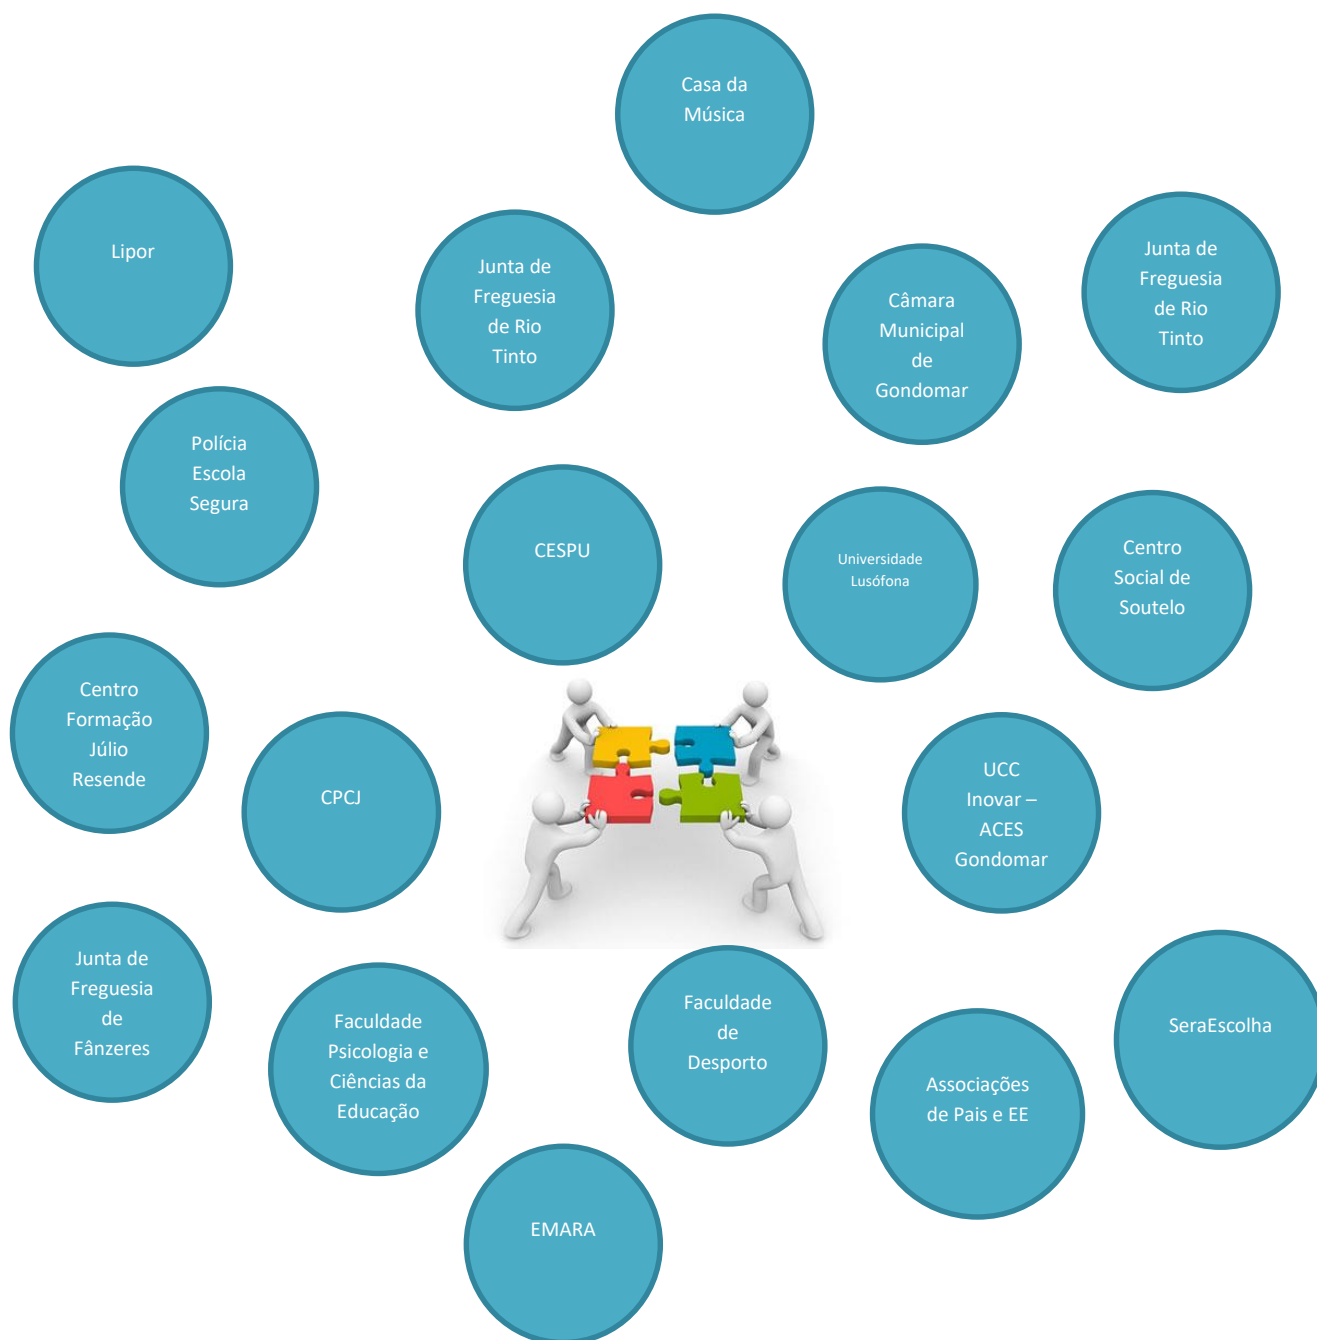 Casa da
Música
Lipor
Junta de
Freguesia
de Rio
Tinto
Câmara
Municipal
de
Gondomar
Junta de
Freguesia
de Rio
Tinto
Polícia
Escola
Segura
CESPU
Universidade
Lusófona
Centro
Social de
Soutelo
Centro
Formação
Júlio
Resende
CPCJ
UCC
Inovar –
ACES
Gondomar
Junta de
Freguesia
de
Fânzeres
Faculdade
Psicologia e
Ciências da
Educação
Faculdade
de
Desporto
Associações
de Pais e EE
SeraEscolha
EMARA